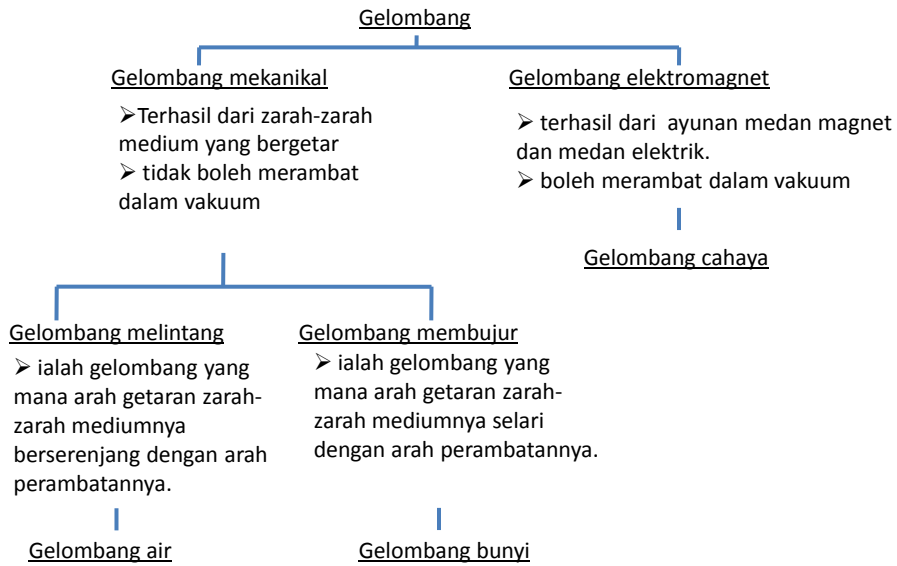 Gelombang
Gelombang mekanikal
➢Terhasil dari zarah-zarah
medium yang bergetar
➢ tidak boleh merambat
dalam vakuum
Gelombang elektromagnet
➢ terhasil dari ayunan medan magnet
dan medan elektrik.
➢ boleh merambat dalam vakuum
Gelombang cahaya
Gelombang melintang
➢ ialah gelombang yang
mana arah getaran zarah-
zarah mediumnya
berserenjang dengan arah
perambatannya.
Gelombang air
Gelombang membujur
➢ ialah gelombang yang
mana arah getaran zarah-
zarah mediumnya selari
dengan arah perambatannya.
Gelombang bunyi